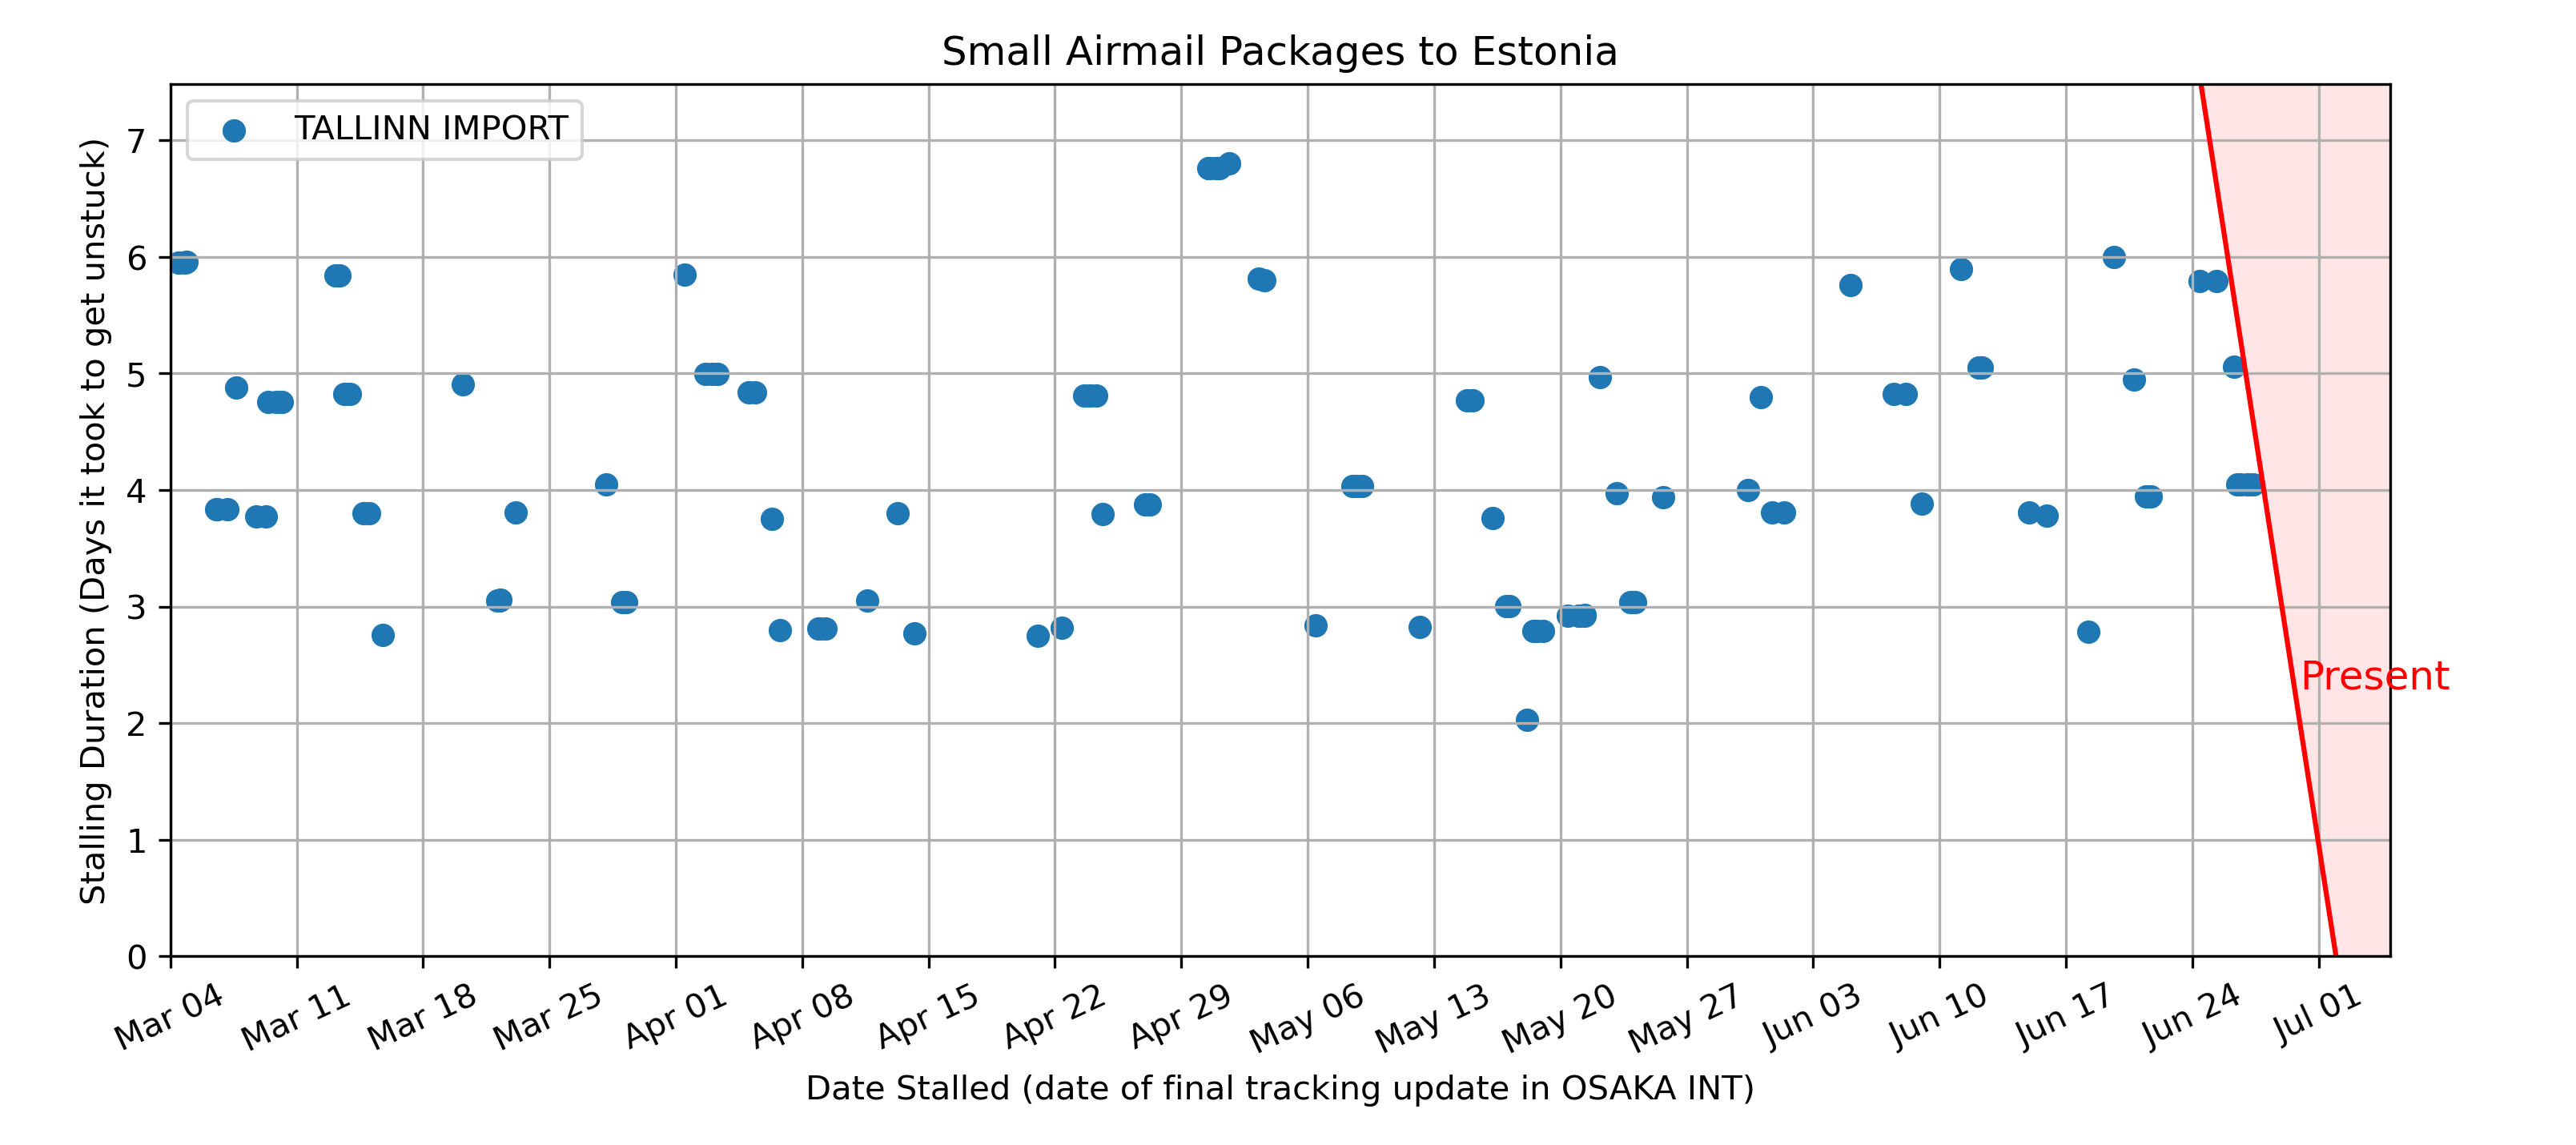 Small Airmail Packages to Estonia
TALLINN IMPORT
Stalling Duration (Days it took to get unstuck)
7
6
5
4
3
2
1
0
Present
Mar 04
Mar 11
Mar 18
Mar 25
Apr 01
Apr 08
Apr 15
Apr 22
Apr 29
May 06
May 13
May 20
May 27
Jun 03
Jun 10
Jun 17
Jun 24
Jul 01
Date Stalled (date of final tracking update in OSAKA INT)